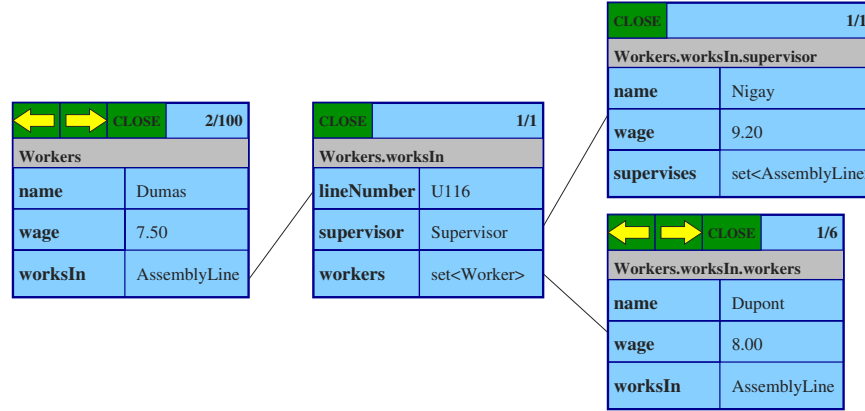 CLOSE 2/100
Workers
name Dumas
wage 7.50
worksIn AssemblyLine
CLOSE 1/1
Workers.worksIn
lineNumber U116
supervisor Supervisor
workers set<Worker>
CLOSE 1/1
Workers.worksIn.supervisor
name Nigay
wage 9.20
supervises set<AssemblyLine
CLOSE 1/6
Workers.worksIn.workers
name Dupont
wage 8.00
worksIn AssemblyLine